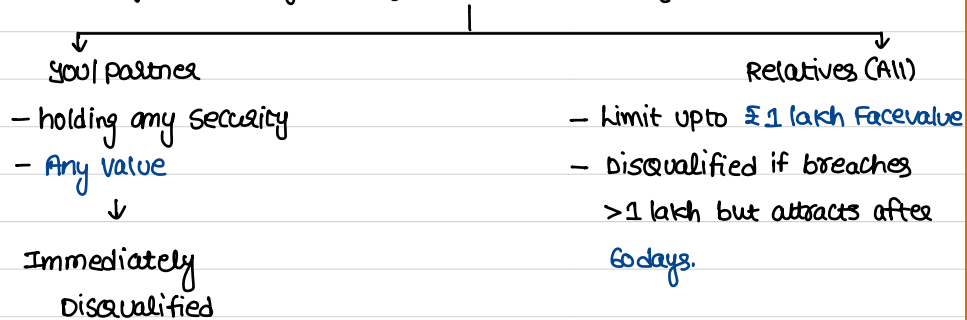 You/ Partner
Relatives (All)
- holding any security
- Any value
↓
Immediately
Disqualified
- Limit upto ₹1 lakh Facevalue
- Disqualified if breaches
>1 lakh but attracts after
60days.